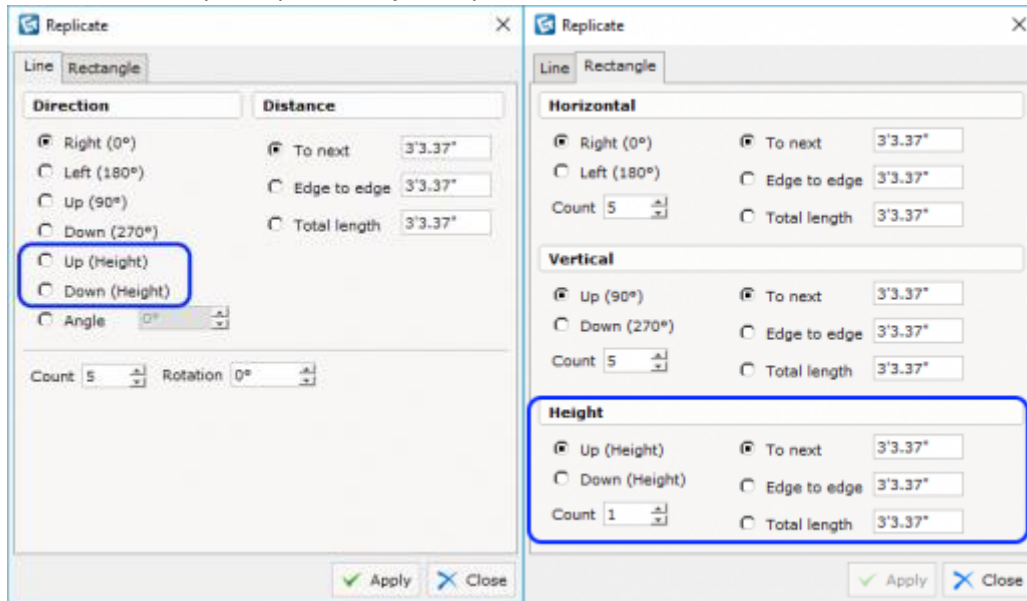 Replicate
Line Rectangle
Direction
Right (0°)
Left (180°)
Up (90°)
Down (270°)
Up (Height)
Down (Height)
Angle 0°
Distance
To next 3'3.37"
Edge to edge 3'3.37"
Total length 3'3.37"
Count 5 Rotation 0°
Apply Close
Replicate
Line Rectangle
Horizontal
Right (0°) To next 3'3.37"
Left (180°) Edge to edge 3'3.37"
Count 5 Total length 3'3.37"
Vertical
Up (90°) To next 3'3.37"
Down (270°) Edge to edge 3'3.37"
Count 5 Total length 3'3.37"
Height
Up (Height) To next 3'3.37"
Down (Height) Edge to edge 3'3.37"
Count 1 Total length 3'3.37"
Apply Close